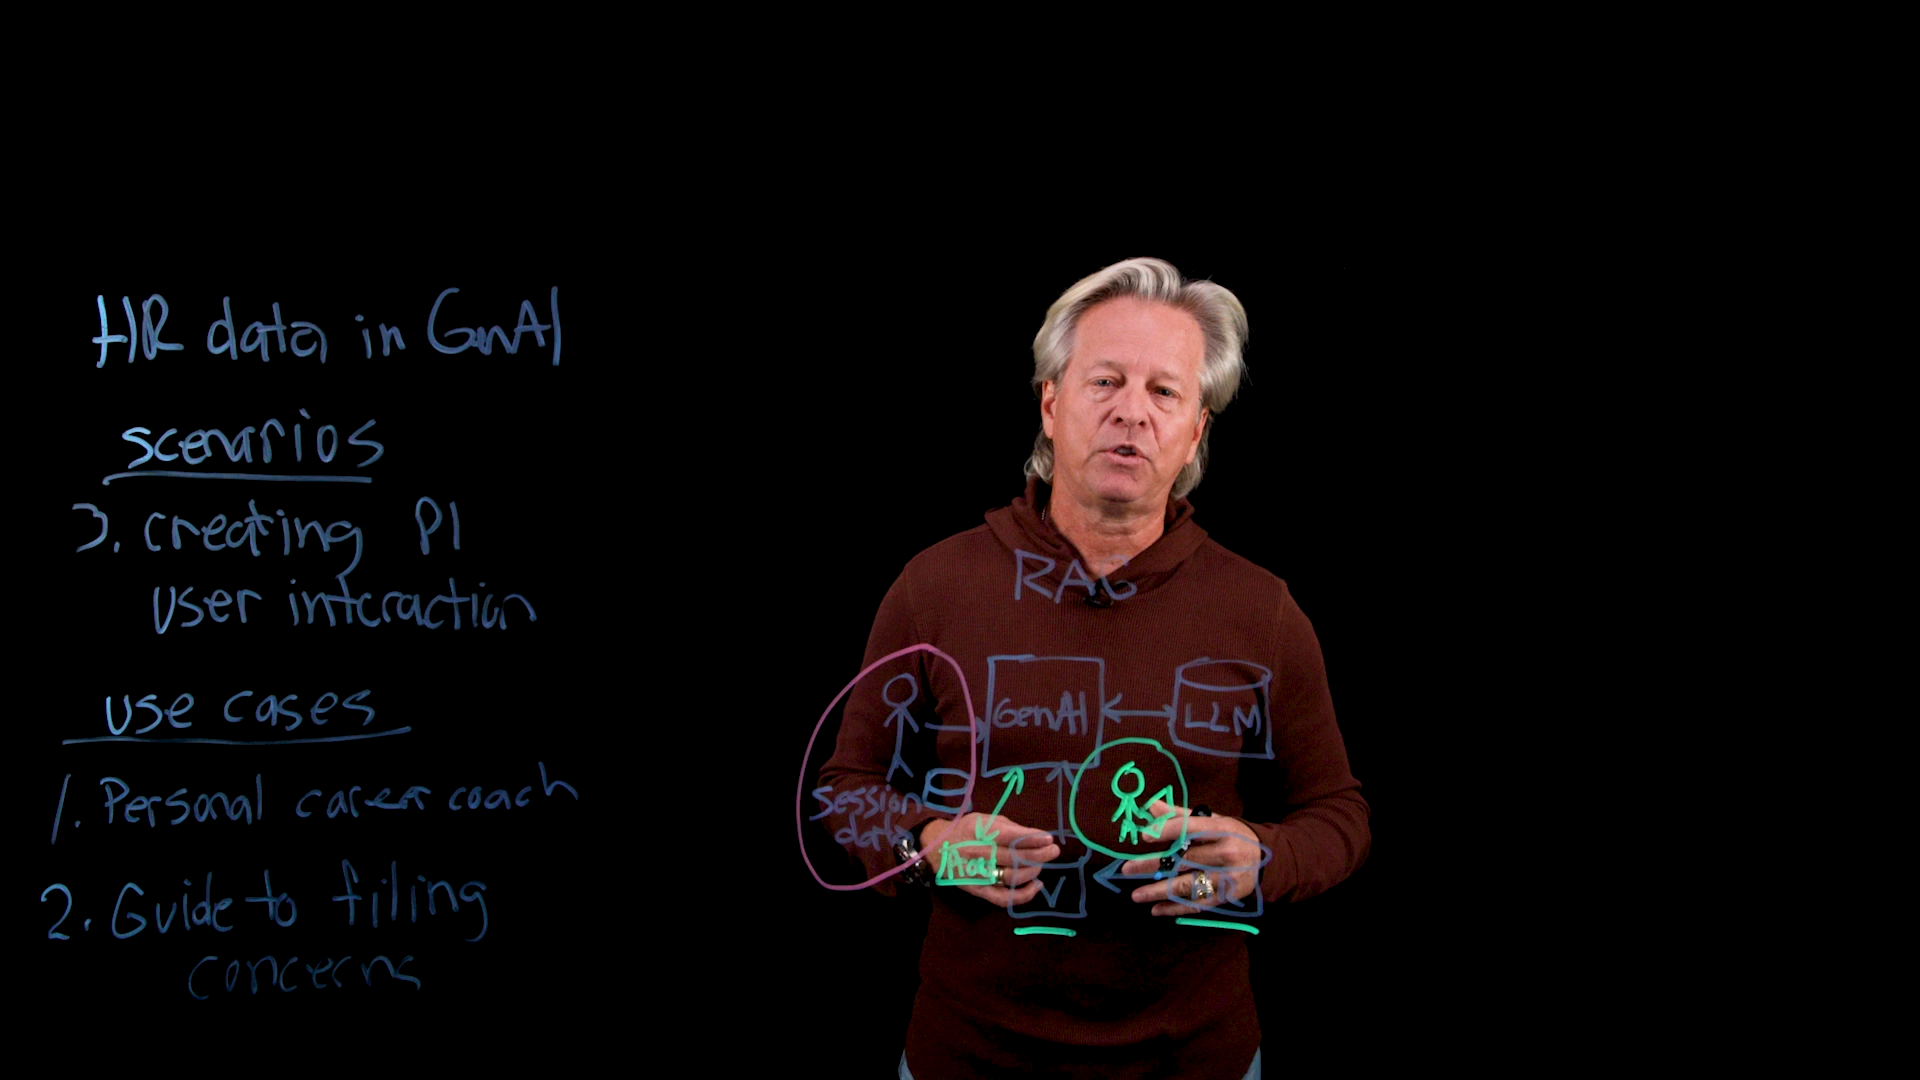 HR data in GenAI
scenarios
3. creating PI
user interaction
use cases
1. Personal career coach
2. Guide to filing
concerns
RAG
GenAI
LLM
session
data
V